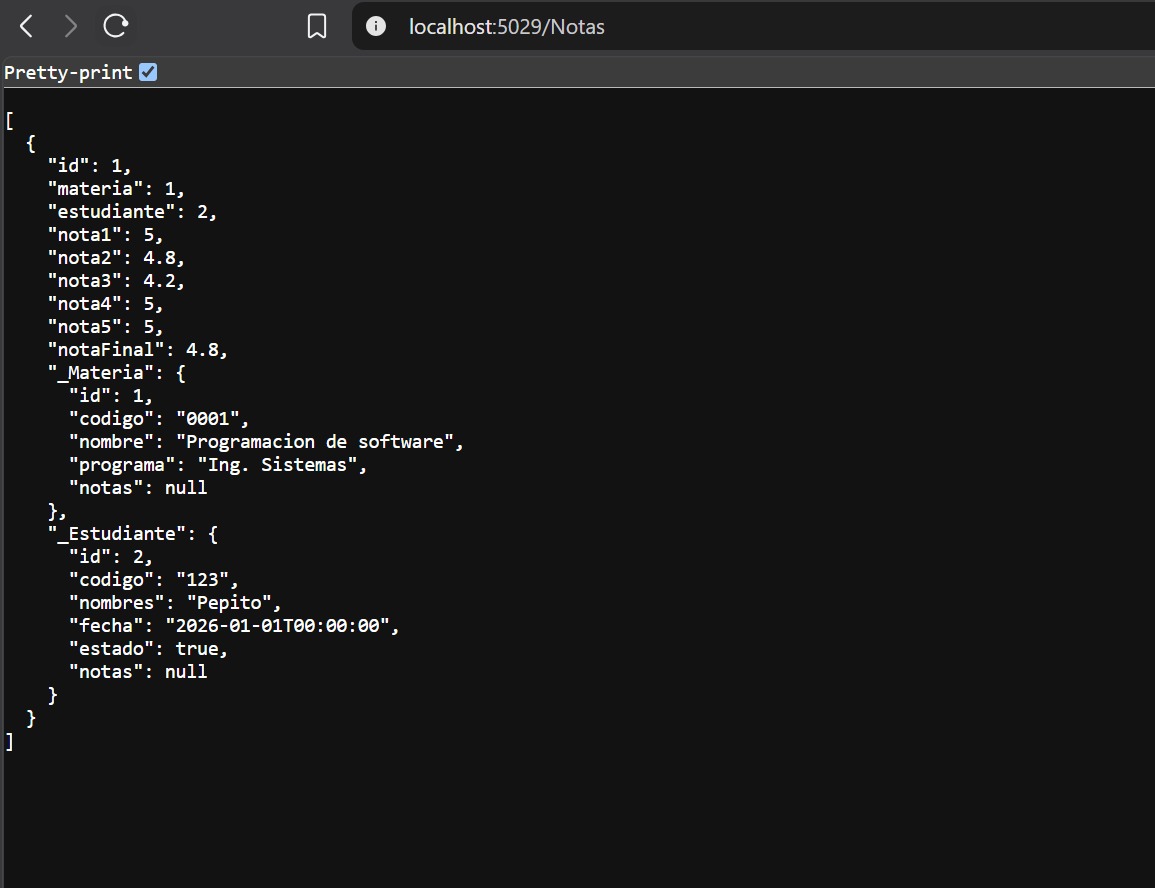 localhost:5029/Notas
Pretty-print
[
  {
    "id": 1,
    "materia": 1,
    "estudiante": 2,
    "nota1": 5,
    "nota2": 4.8,
    "nota3": 4.2,
    "nota4": 5,
    "nota5": 5,
    "notaFinal": 4.8,
    "_Materia": {
      "id": 1,
      "codigo": "0001",
      "nombre": "Programacion de software",
      "programa": "Ing. Sistemas",
      "notas": null
    },
    "_Estudiante": {
      "id": 2,
      "codigo": "123",
      "nombres": "Pepito",
      "fecha": "2026-01-01T00:00:00",
      "estado": true,
      "notas": null
    }
  }
]